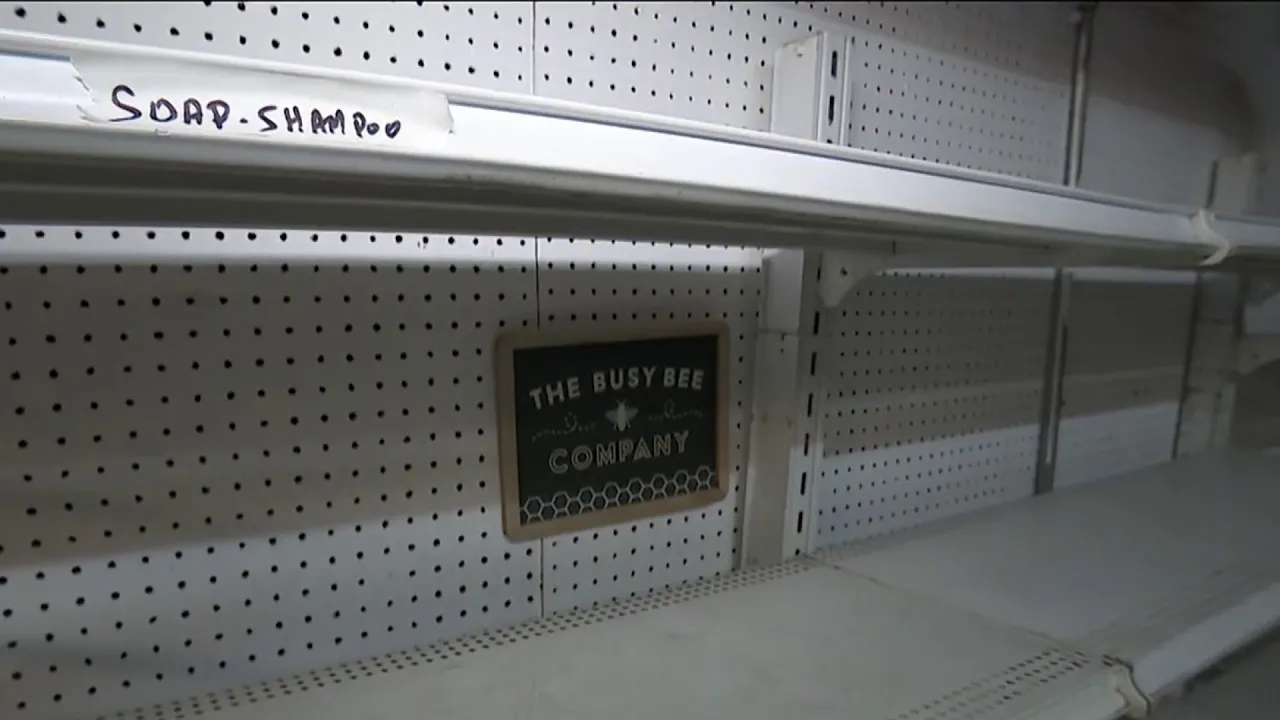 SOAP-SHAMPOO
THE BUSY BEE
COMPANY